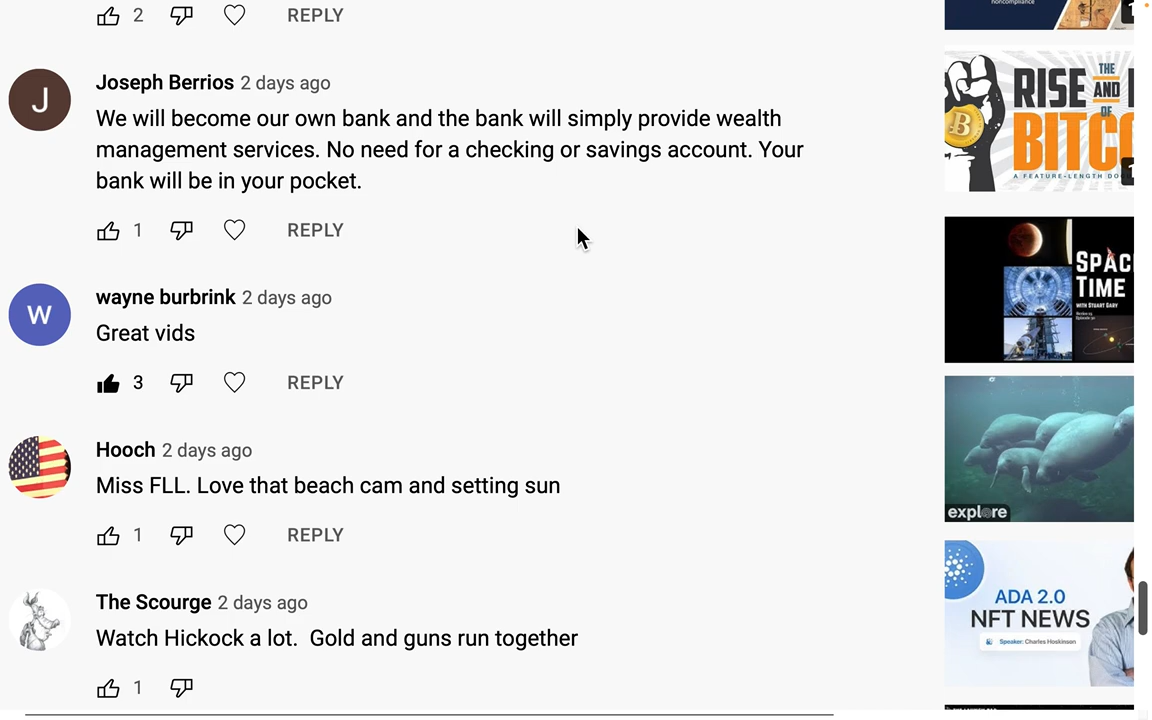 noncompliance
2
REPLY
J
Joseph Berrios 2 days ago
We will become our own bank and the bank will simply provide wealth
management services. No need for a checking or savings account. Your
bank will be in your pocket.
1
REPLY
W
wayne burbrink 2 days ago
Great vids
3
REPLY
Hooch 2 days ago
Miss FLL. Love that beach cam and setting sun
1
REPLY
The Scourge 2 days ago
Watch Hickock a lot.  Gold and guns run together
1
RISE THE AND OF
BITC
A FEATURE-LENGTH DO
SPAC
TIME
WITH STUART GARY
explore
ADA 2.0
NFT NEWS
Speaker: Charles Hoskinson